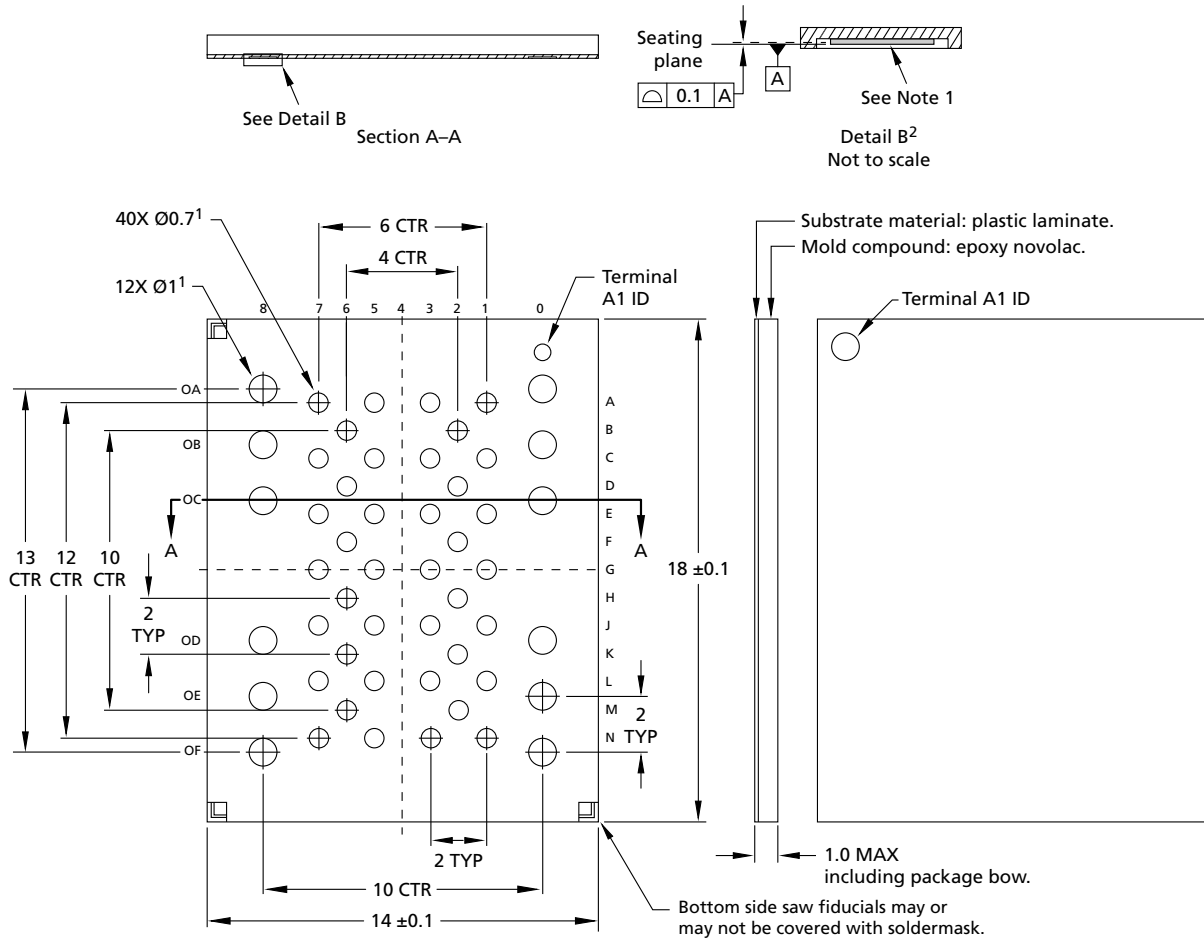 Seating
plane
A
⌓ 0.1 A
See Note 1
See Detail B
Section A–A
Detail B2
Not to scale
40X Ø0.71
6 CTR
4 CTR
12X Ø11
Terminal
A1 ID
Substrate material: plastic laminate.
Mold compound: epoxy novolac.
Terminal A1 ID
8 7 6 5 4 3 2 1 0
OA
OB
OC
OD
OE
OF
A
B
C
D
E
F
G
H
J
K
L
M
N
A
A
13
CTR
12
CTR
10
CTR
2
TYP
18 ±0.1
2
TYP
2 TYP
10 CTR
14 ±0.1
1.0 MAX
including package bow.
Bottom side saw fiducials may or
may not be covered with soldermask.